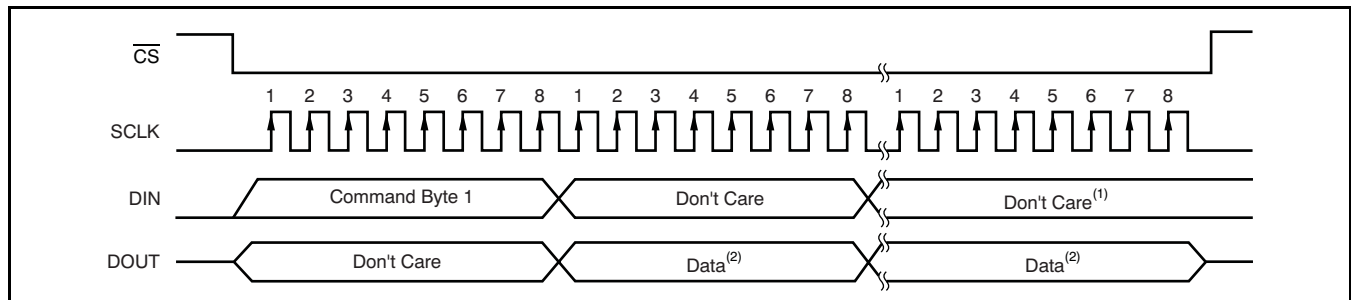 CS
1 2 3 4 5 6 7 8 1 2 3 4 5 6 7 8 1 2 3 4 5 6 7 8
SCLK
DIN Command Byte 1 Don't Care Don't Care(1)
DOUT Don't Care Data(2) Data(2)